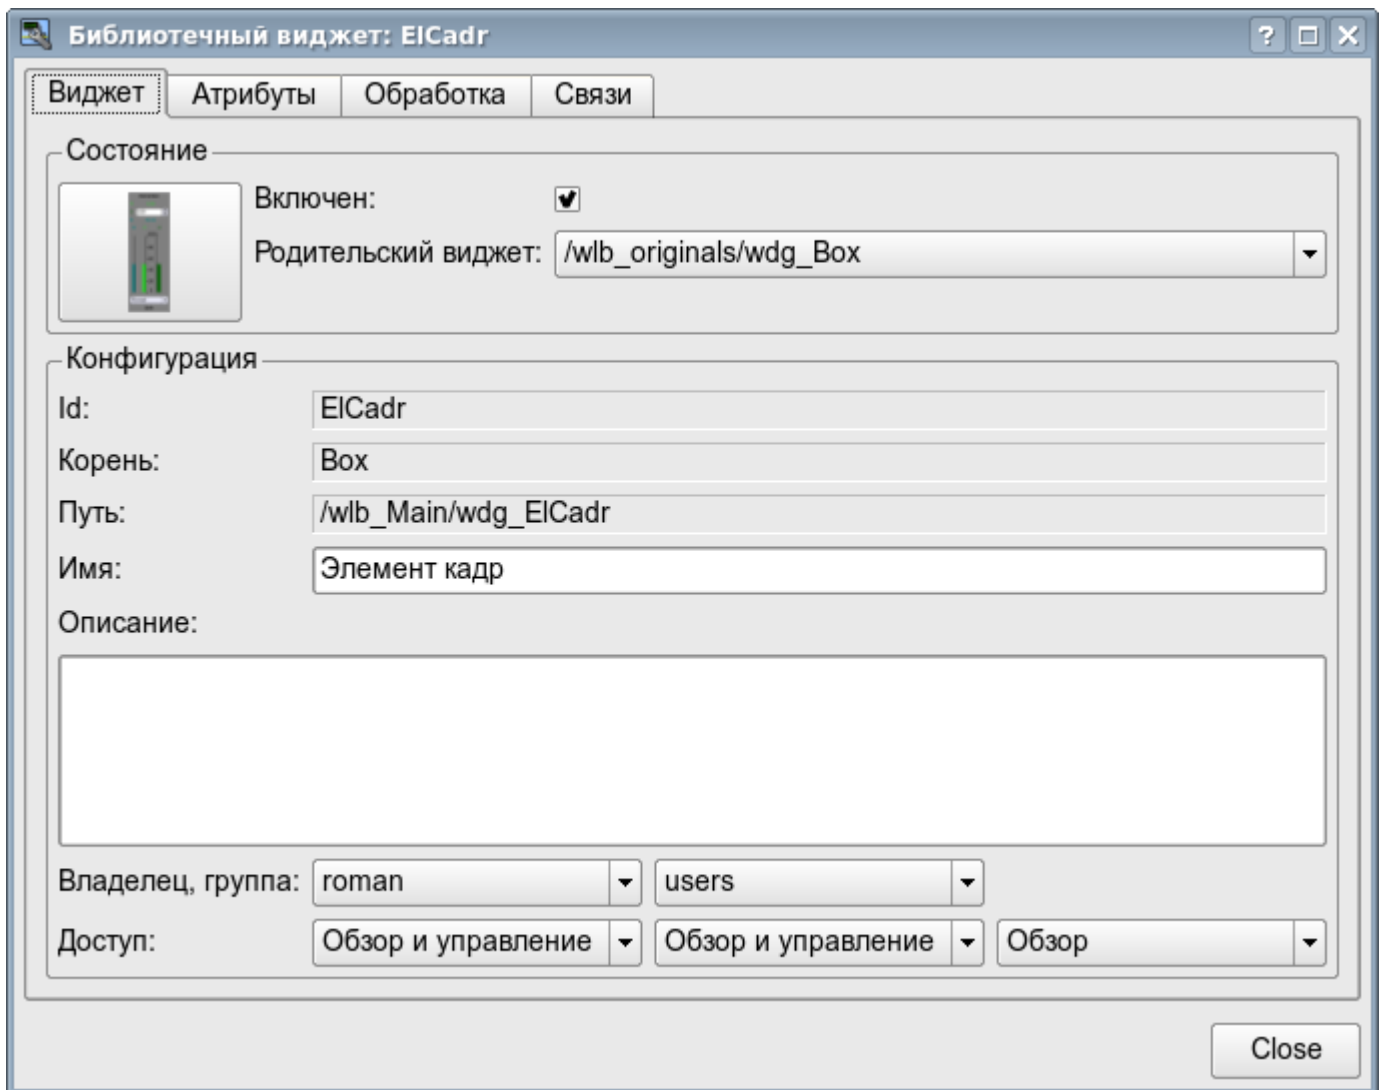 Библиотечный виджет: ElCadr
Виджет Атрибуты Обработка Связи
Состояние
Включен:
Родительский виджет: /wlb_originals/wdg_Box
Конфигурация
Id: ElCadr
Корень: Box
Путь: /wlb_Main/wdg_ElCadr
Имя: Элемент кадр
Описание:
Владелец, группа: roman users
Доступ: Обзор и управление Обзор и управление Обзор
Close